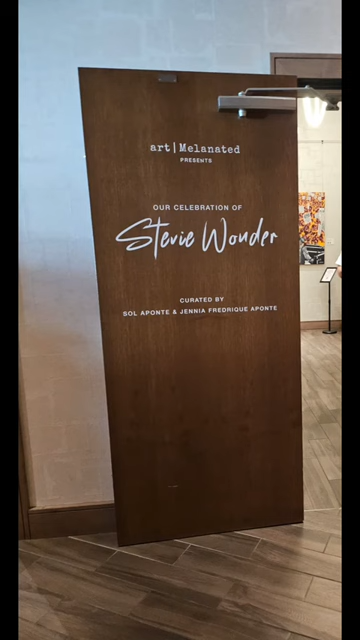 art|Melanated
PRESENTS
OUR CELEBRATION OF
Stevie Wonder
CURATED BY
SOL APONTE & JENNIA FREDRIQUE APONTE